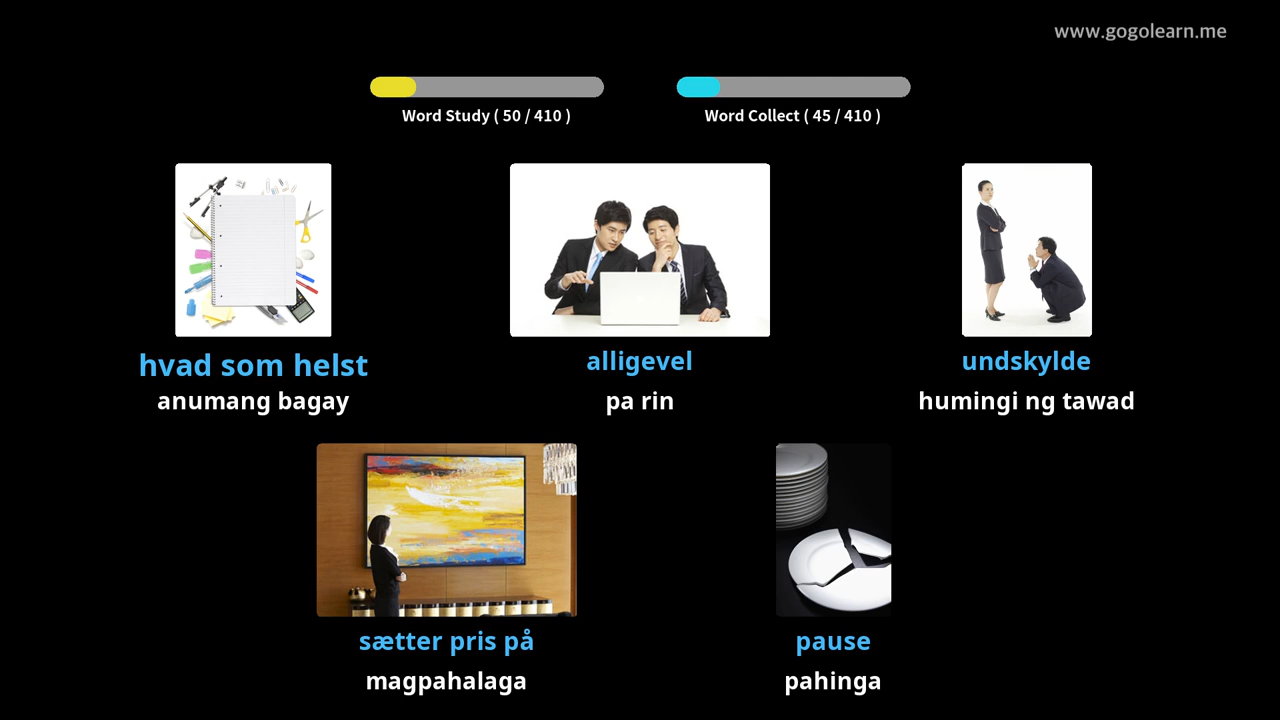 www.gogolearn.me
Word Study ( 50 / 410 )
Word Collect ( 45 / 410 )
hvad som helst
anumang bagay
alligevel
pa rin
undskylde
humingi ng tawad
sætter pris på
magpahalaga
pause
pahinga